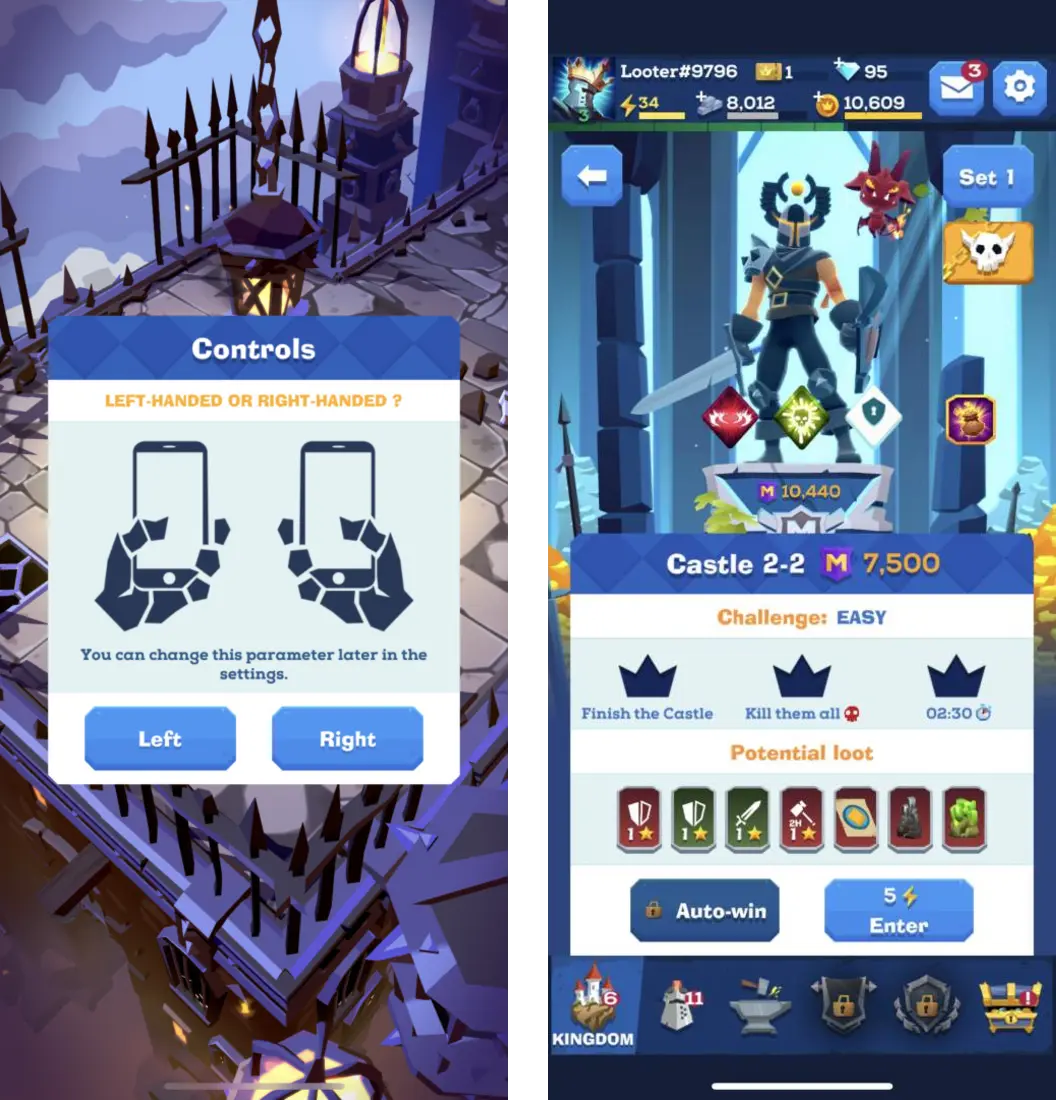 Controls
LEFT-HANDED OR RIGHT-HANDED ?
You can change this parameter later in the
settings.
Left
Right
Looter#9796
1
95
3
3
34
8,012
10,609
Set 1
M 10,440
M
Castle 2-2 M 7,500
Challenge: EASY
Finish the Castle
Kill them all
02:30
Potential loot
1
1
1
2H
1
Auto-win
5
Enter
6
11
!
KINGDOM